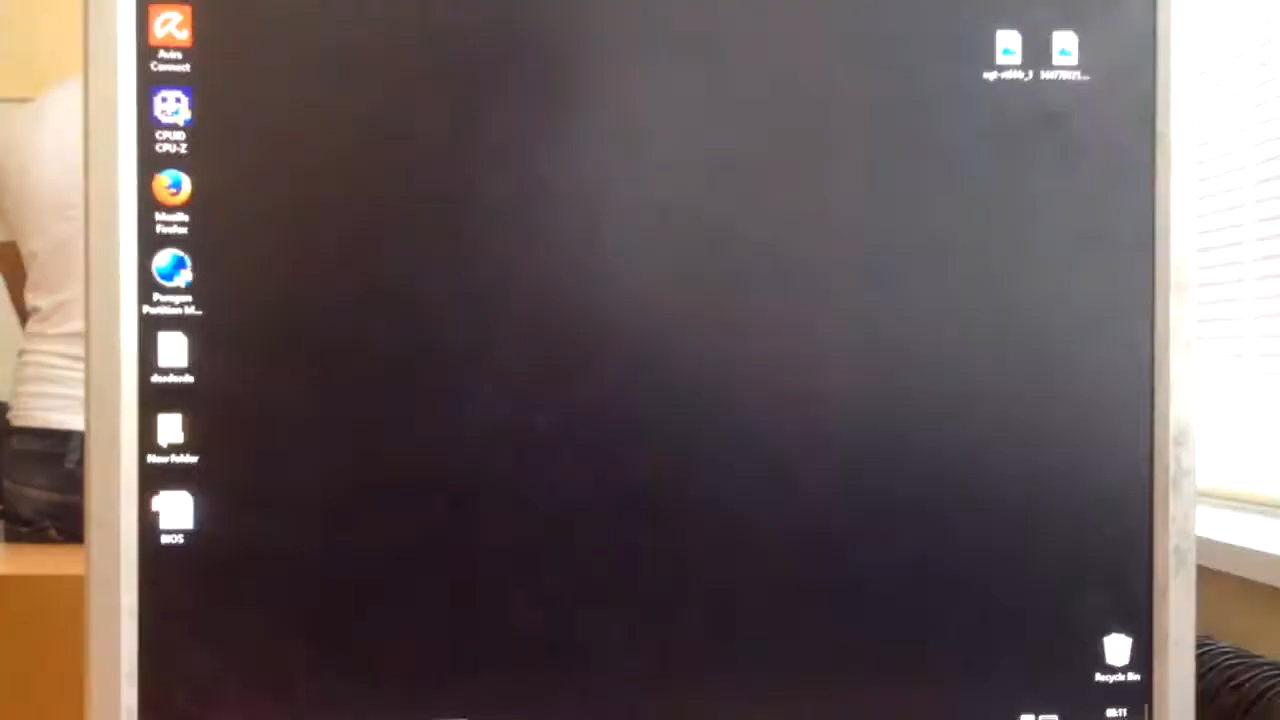 Avira
Connect
CPUID
CPU-Z
Mozilla
Firefox
Paragon
Partition M...
New folder
BIOS
Recycle Bin